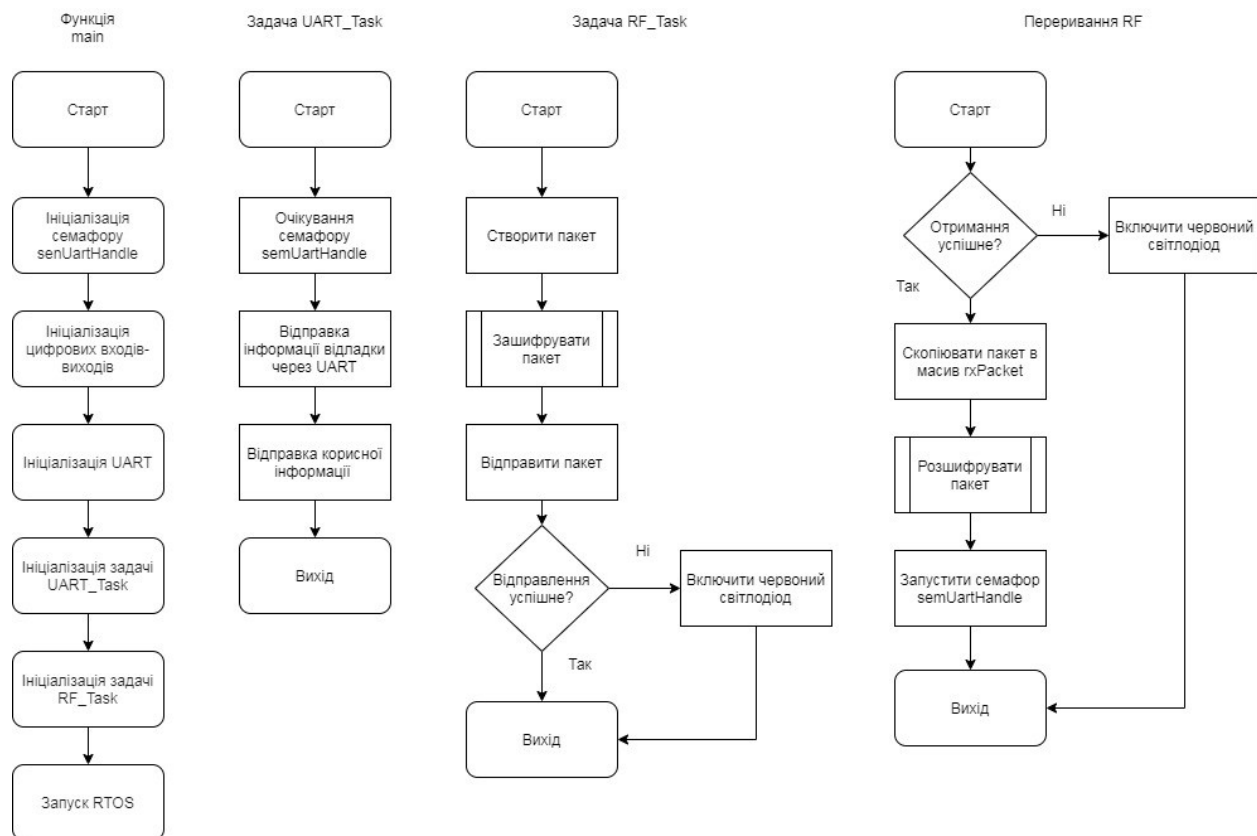 Функція
main
Старт
Ініціалізація
семафору
senUartHandle
Ініціалізація
цифрових входів-
виходів
Ініціалізація UART
Ініціалізація задачі
UART_Task
Ініціалізація задачі
RF_Task
Запуск RTOS
Задача UART_Task
Старт
Очікування
семафору
semUartHandle
Відправка
інформації відладки
через UART
Відправка корисної
інформації
Вихід
Задача RF_Task
Старт
Створити пакет
Зашифрувати
пакет
Відправити пакет
Відправлення
успішне?
Ні
Включити червоний
світлодіод
Так
Вихід
Переривання RF
Старт
Отримання
успішне?
Ні
Включити червоний
світлодіод
Так
Скопіювати пакет в
масив rxPacket
Розшифрувати
пакет
Запустити семафор
semUartHandle
Вихід